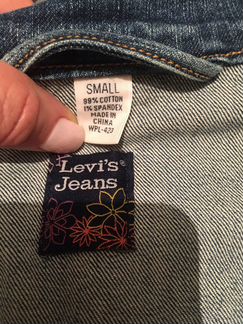 SMALL
99% COTTON
1% SPANDEX
MADE IN
CHINA
WPL-423
Levi's®
Jeans